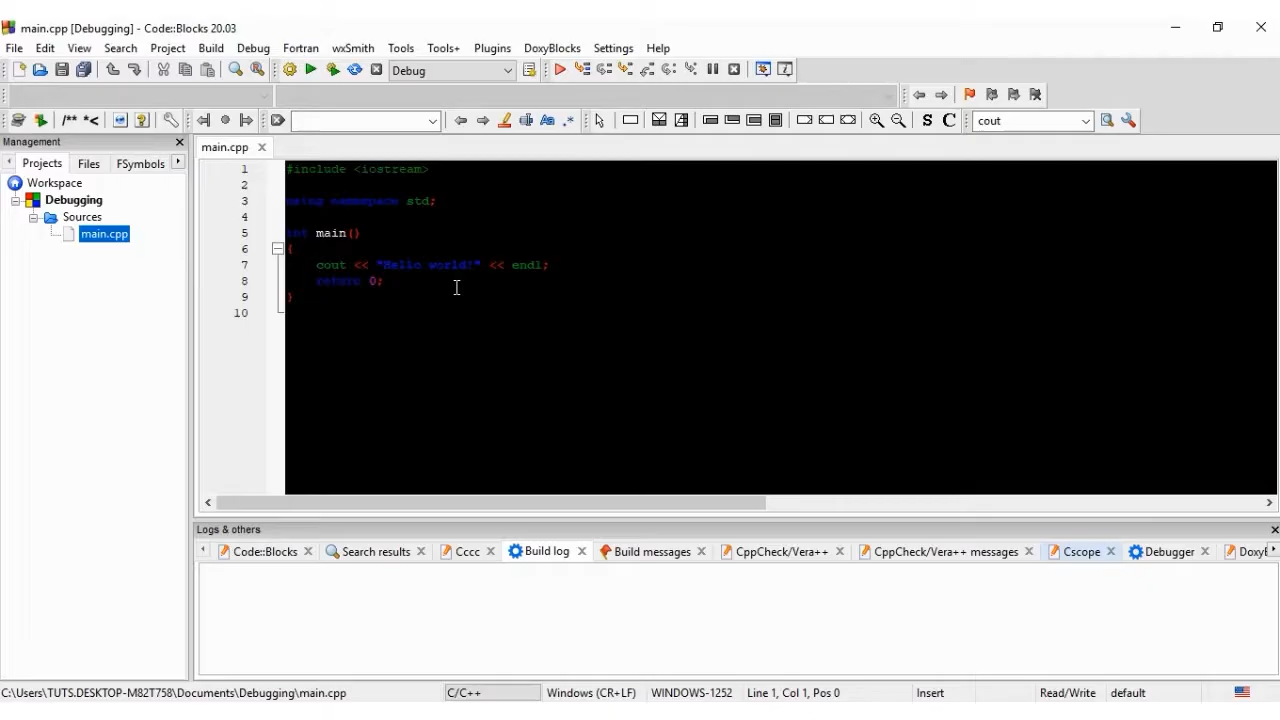 main.cpp [Debugging] - Code::Blocks 20.03
File Edit View Search Project Build Debug Fortran wxSmith Tools Tools+ Plugins DoxyBlocks Settings Help
Debug
/** *<
.*
S C
cout
Management
main.cpp
Projects Files FSymbols
Workspace
Debugging
Sources
main.cpp
1 #include <iostream>
2
3 using namespace std;
4
5 int main()
6 {
7 cout << "Hello world!" << endl;
8 return 0;
9 }
10
Logs & others
Code::Blocks Search results Cccc Build log Build messages CppCheck/Vera++ CppCheck/Vera++ messages Cscope Debugger DoxyB
C:\Users\TUTS.DESKTOP-M82T758\Documents\Debugging\main.cpp C/C++ Windows (CR+LF) WINDOWS-1252 Line 1, Col 1, Pos 0 Insert Read/Write default